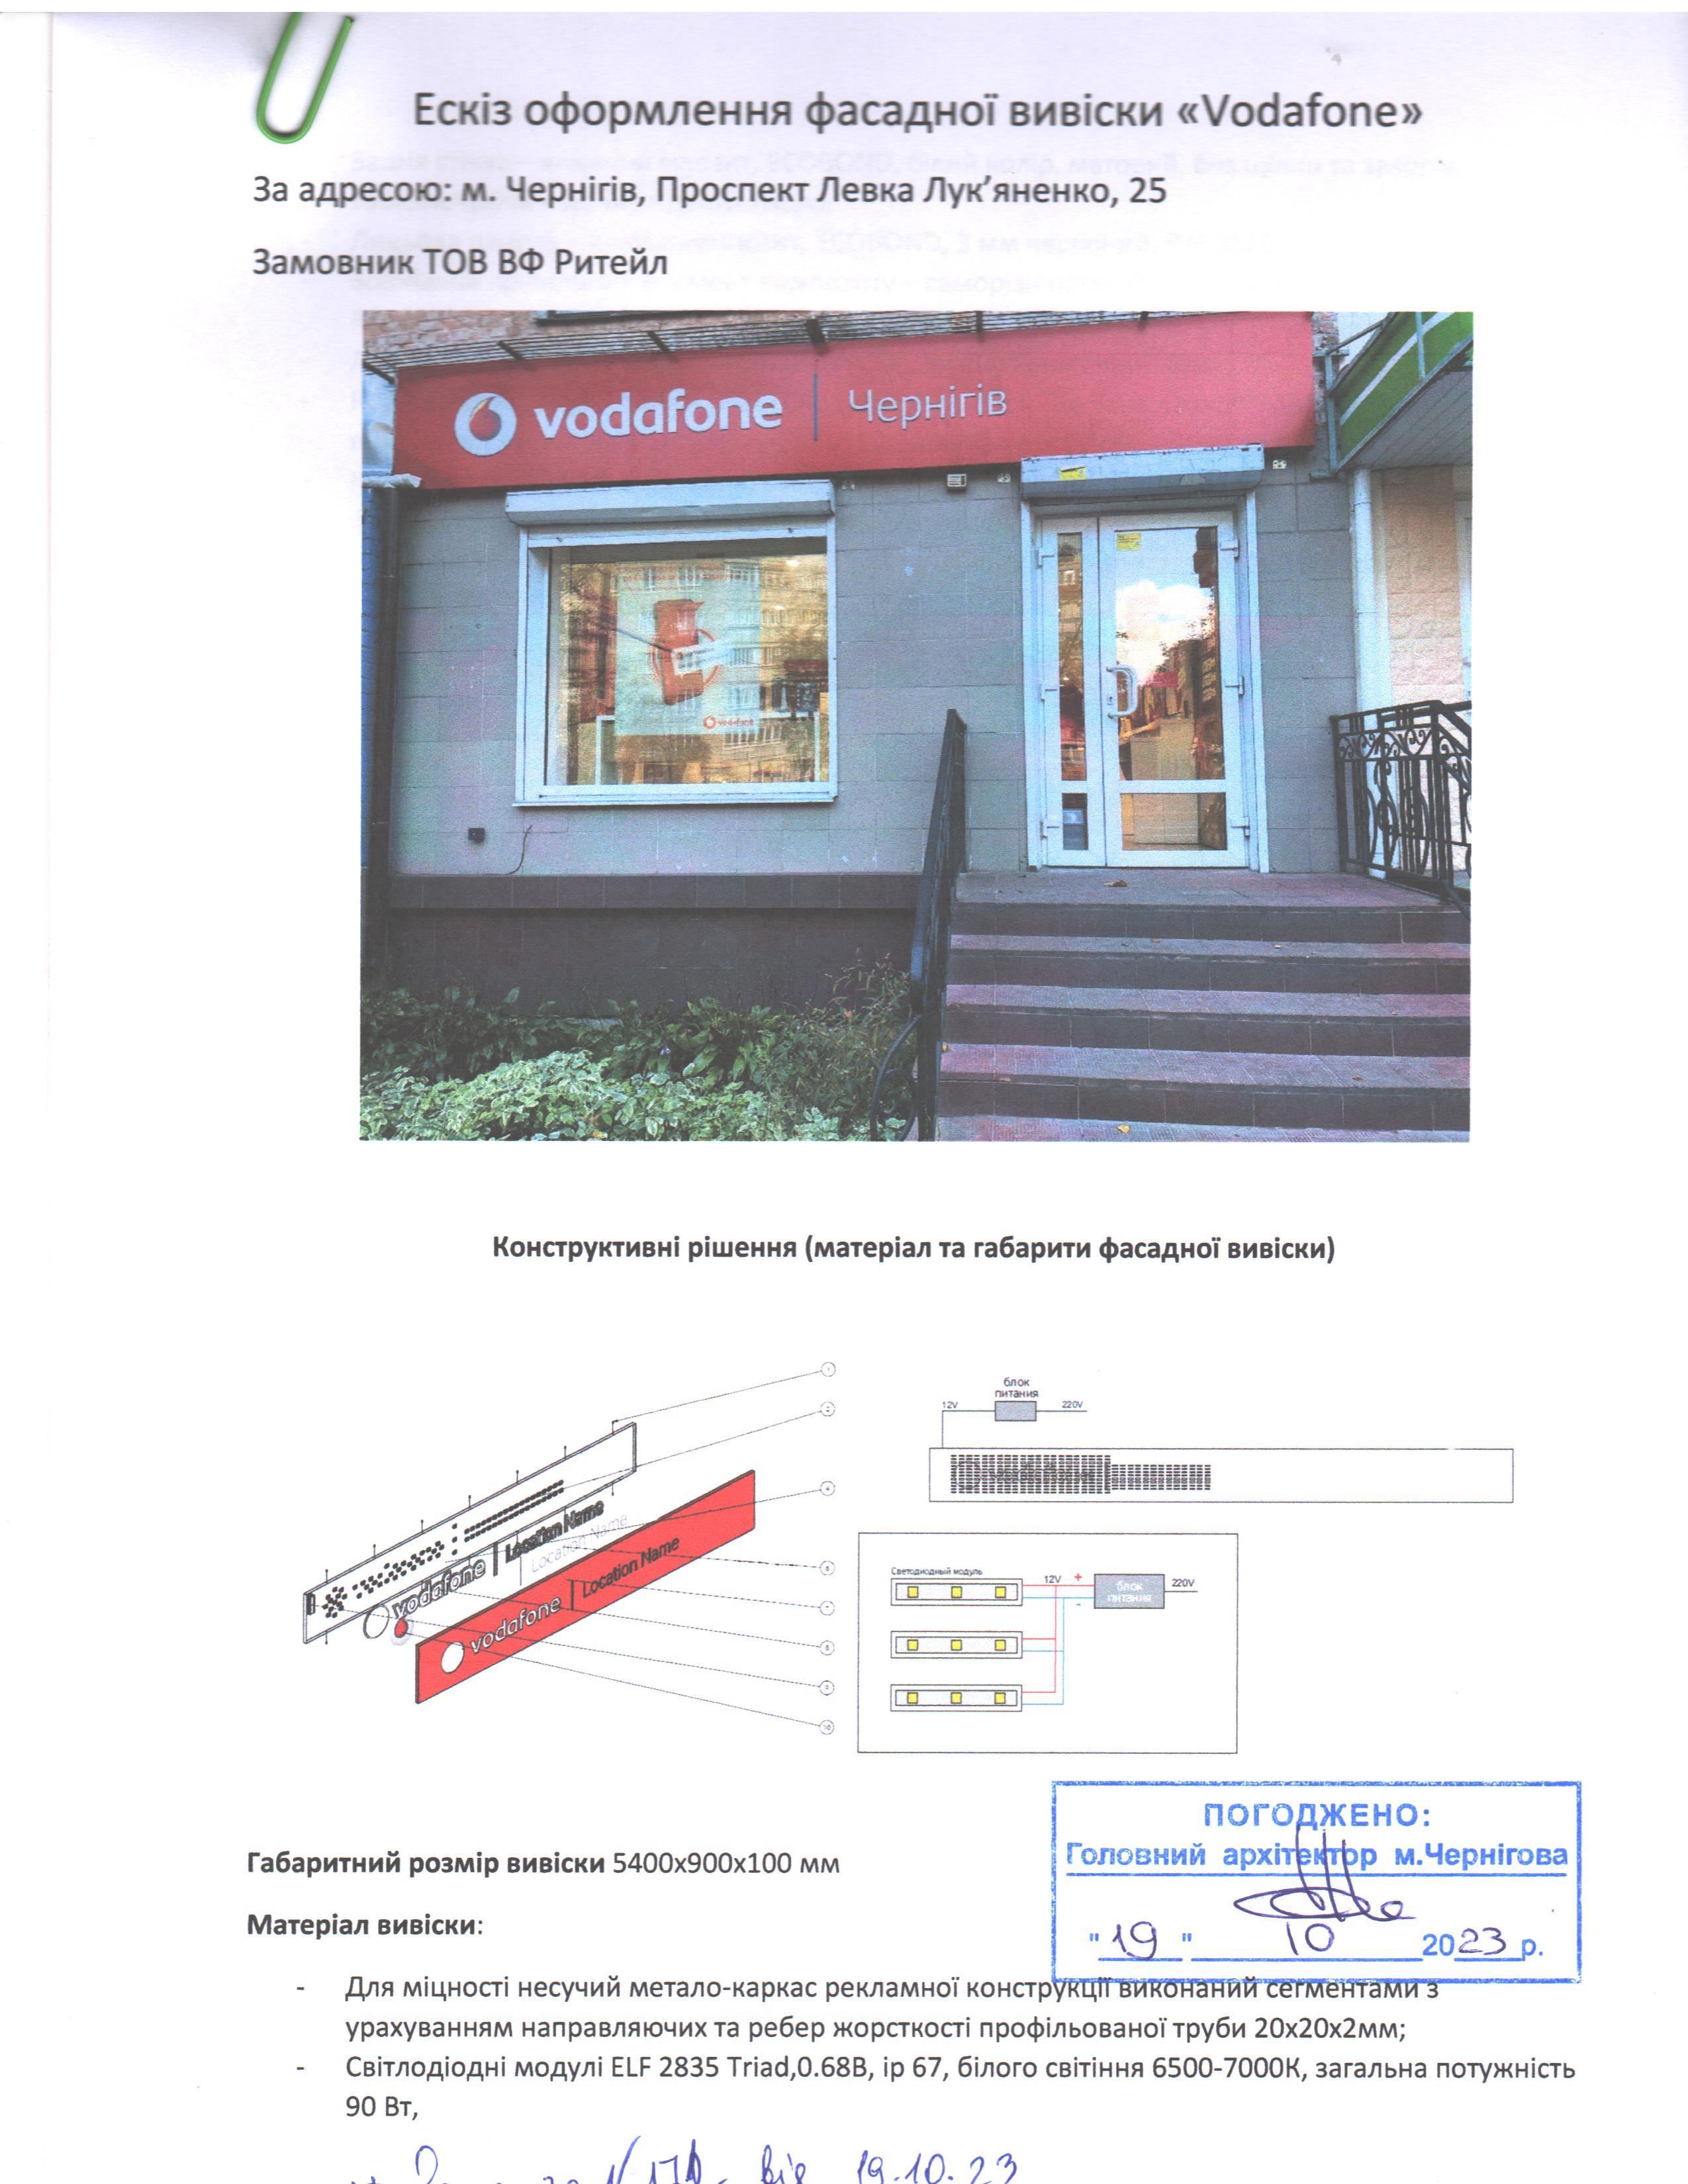 Ескіз оформлення фасадної вивіски «Vodafone»
За адресою: м. Чернігів, Проспект Левка Лук’яненко, 25
Замовник ТОВ ВФ Ритейл
vodafone | Чернігів
vodafone
Конструктивні рішення (матеріал та габарити фасадної вивіски)
1
2
4
6
7
5
10
Location Name
Location Name
vodafone
Location Name
vodafone
блок
питания
12V
220V
Светодиодный модуль
12V
+
-
блок
питания
220V
ПОГОДЖЕНО:
Головний архітектор м.Чернігова
"19" 10 2023р.
Габаритний розмір вивіски 5400х900х100 мм
Матеріал вивіски:
- Для міцності несучий метало-каркас рекламної конструкції виконаний сегментами з
урахуванням направляючих та ребер жорсткості профільованої труби 20х20х2мм;
- Світлодіодні модулі ELF 2835 Triad,0.68В, ір 67, білого світіння 6500-7000К, загальна потужність
90 Вт,
від 19.10.23